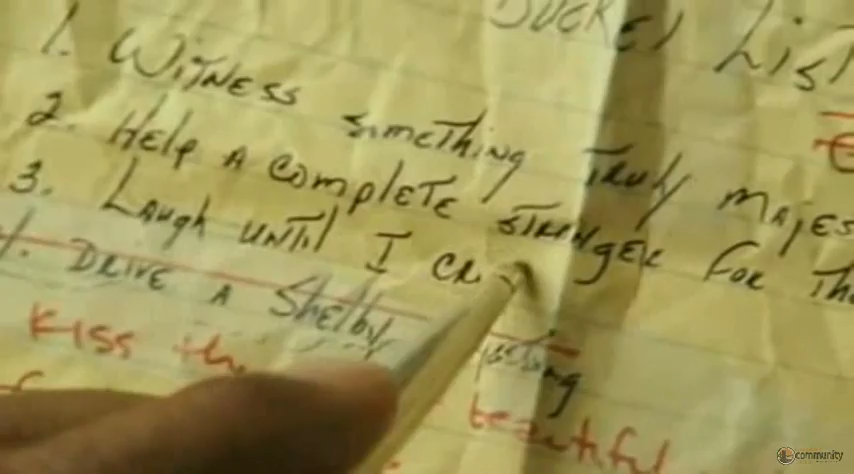 Bucket List
1. Witness something truly majes
2. Help a complete stranger for th
3. Laugh until I cr
4. Drive a Shelby
Kiss the
beautiful
community